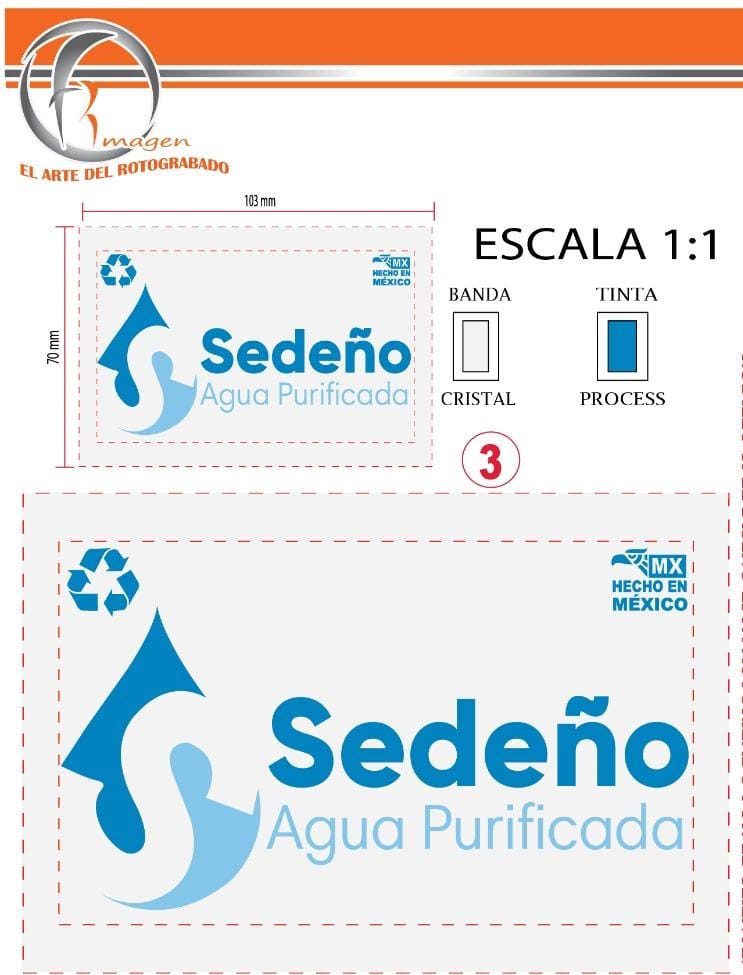 Rimagen
EL ARTE DEL ROTOGRABADO
103 mm
70 mm
MX
HECHO EN
MÉXICO
Sedeño
Agua Purificada
ESCALA 1:1
BANDA
CRISTAL
TINTA
PROCESS
3
MX
HECHO EN
MÉXICO
Sedeño
Agua Purificada